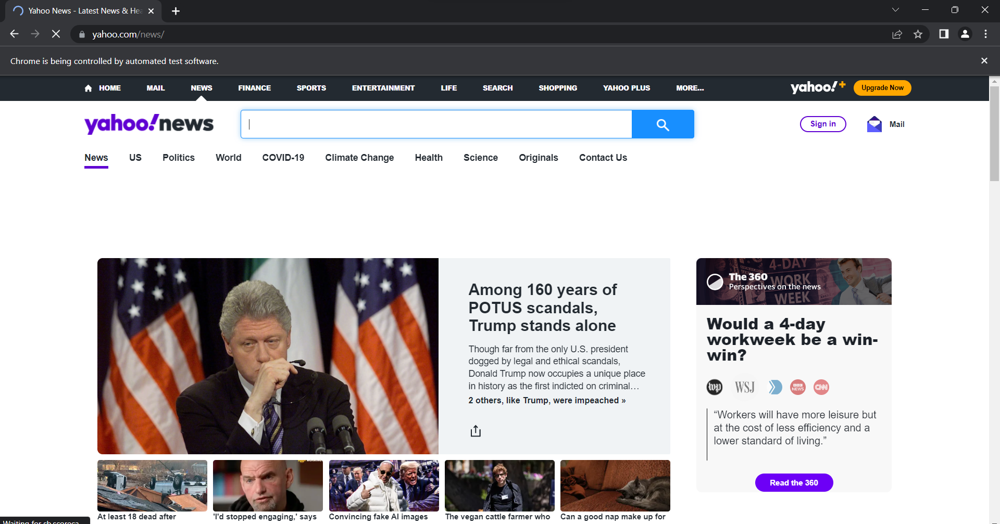 Yahoo News - Latest News & Hea
yahoo.com/news/
Chrome is being controlled by automated test software.
HOME MAIL NEWS FINANCE SPORTS ENTERTAINMENT LIFE SEARCH SHOPPING YAHOO PLUS MORE... yahoo!+ Upgrade Now
yahoo!news
Sign in
Mail
News US Politics World COVID-19 Climate Change Health Science Originals Contact Us
Among 160 years of
POTUS scandals,
Trump stands alone
Though far from the only U.S. president
dogged by legal and ethical scandals,
Donald Trump now occupies a unique place
in history as the first indicted on criminal…
2 others, like Trump, were impeached »
4-DAY
WORK
WEEK
The 360
Perspectives on the news
Would a 4-day
workweek be a win-
win?
wp WSJ BBC NEWS CNN
“Workers will have more leisure but
at the cost of less efficiency and a
lower standard of living.”
Read the 360
MORNING
At least 18 dead after
'I'd stopped engaging,' says
Convincing fake AI images
The vegan cattle farmer who
Can a good nap make up for
Waiting for sb.scoreca